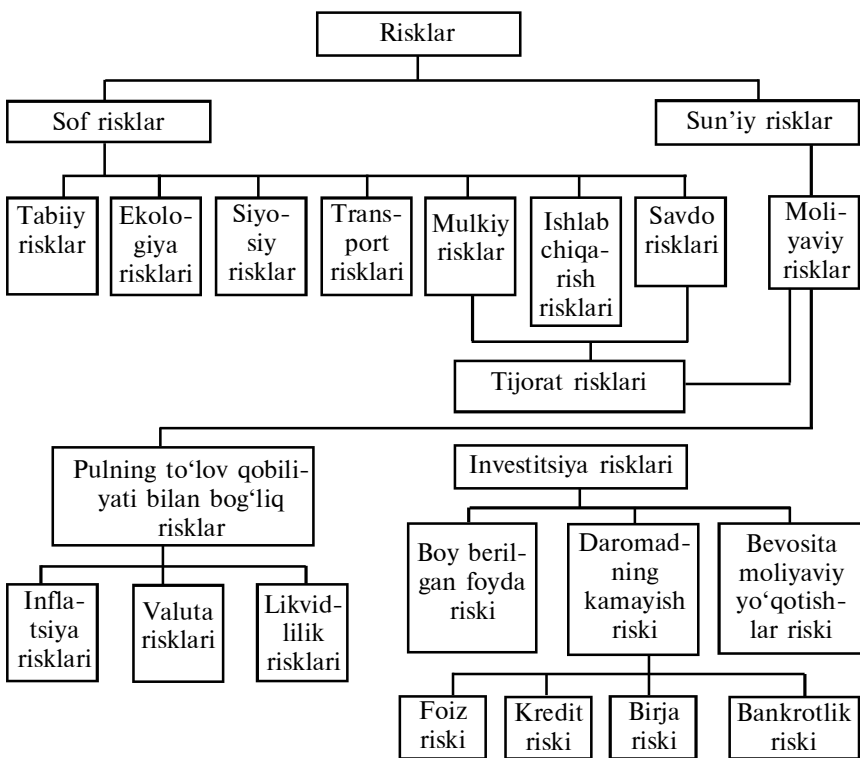 Risklar
Sof risklar
Sun’iy risklar
Tabiiy
risklar
Ekolo-
giya
risklari
Siyo-
siy
risklar
Trans-
port
risklari
Mulkiy
risklar
Ishlab
chiqa-
rish
risklari
Savdo
risklari
Moli-
yaviy
risklar
Tijorat risklari
Pulning to‘lov qobili-
yati bilan bog‘liq
risklar
Investitsiya risklari
Boy beril-
gan foyda
riski
Daromad-
ning
kamayish
riski
Bevosita
moliyaviy
yo‘qotish-
lar riski
Infla-
tsiya
risklari
Valuta
risklari
Likvid-
lilik
risklari
Foiz
riski
Kredit
riski
Birja
riski
Bankrotlik
riski